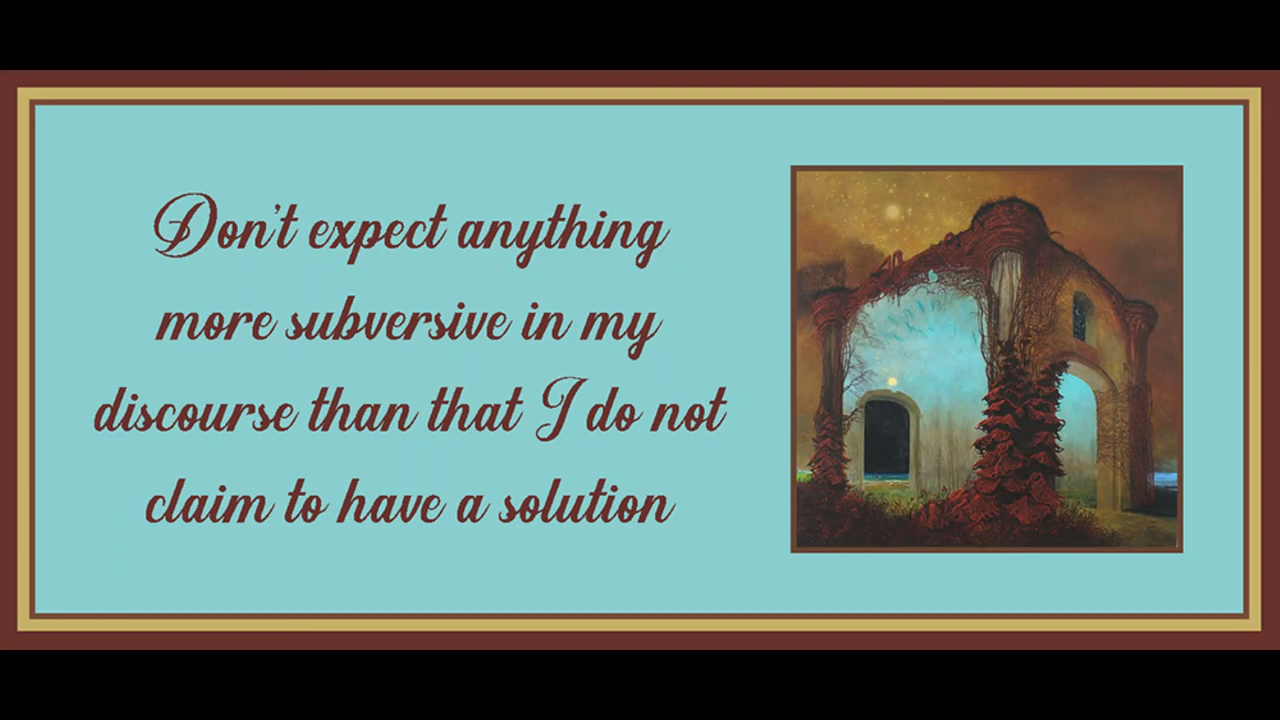 Don't expect anything
more subversive in my
discourse than that I do not
claim to have a solution